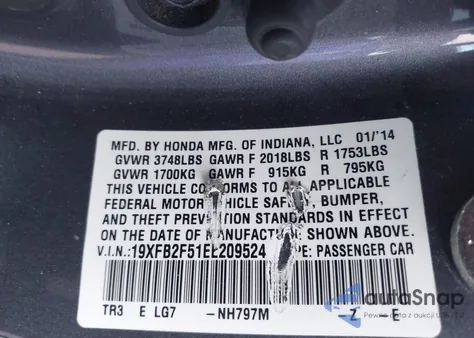 MFD. BY HONDA MFG. OF INDIANA, LLC 01/'14
GVWR 3748LBS GAWR F 2018LBS R 1753LBS
GVWR 1700KG GAWR F 915KG R 795KG
THIS VEHICLE CONFORMS TO ALL APPLICABLE
FEDERAL MOTOR VEHICLE SAFETY, BUMPER,
AND THEFT PREVENTION STANDARDS IN EFFECT
ON THE DATE OF MANUFACTURE SHOWN ABOVE.
V.I.N.: 19XFB2F51EE209524 PE: PASSENGER CAR
TR3 E LG7 -NH797M -Z -E
autoSnap